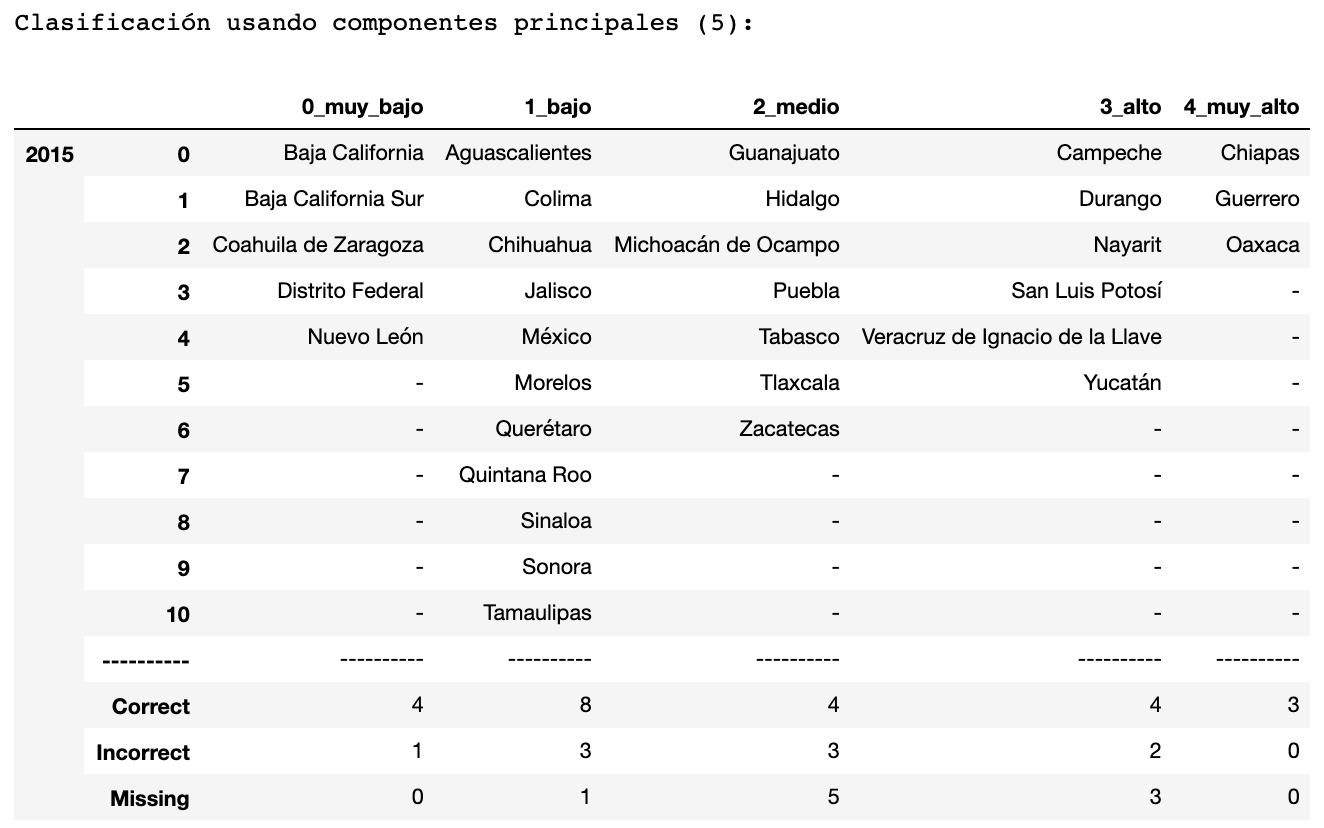 Clasificación usando componentes principales (5):
0_muy_bajo 1_bajo 2_medio 3_alto 4_muy_alto
2015 0 Baja California Aguascalientes Guanajuato Campeche Chiapas
1 Baja California Sur Colima Hidalgo Durango Guerrero
2 Coahuila de Zaragoza Chihuahua Michoacán de Ocampo Nayarit Oaxaca
3 Distrito Federal Jalisco Puebla San Luis Potosí -
4 Nuevo León México Tabasco Veracruz de Ignacio de la Llave -
5 - Morelos Tlaxcala Yucatán -
6 - Querétaro Zacatecas - -
7 - Quintana Roo - - -
8 - Sinaloa - - -
9 - Sonora - - -
10 - Tamaulipas - - -
---------- ---------- ---------- ---------- ---------- ----------
Correct 4 8 4 4 3
Incorrect 1 3 3 2 0
Missing 0 1 5 3 0